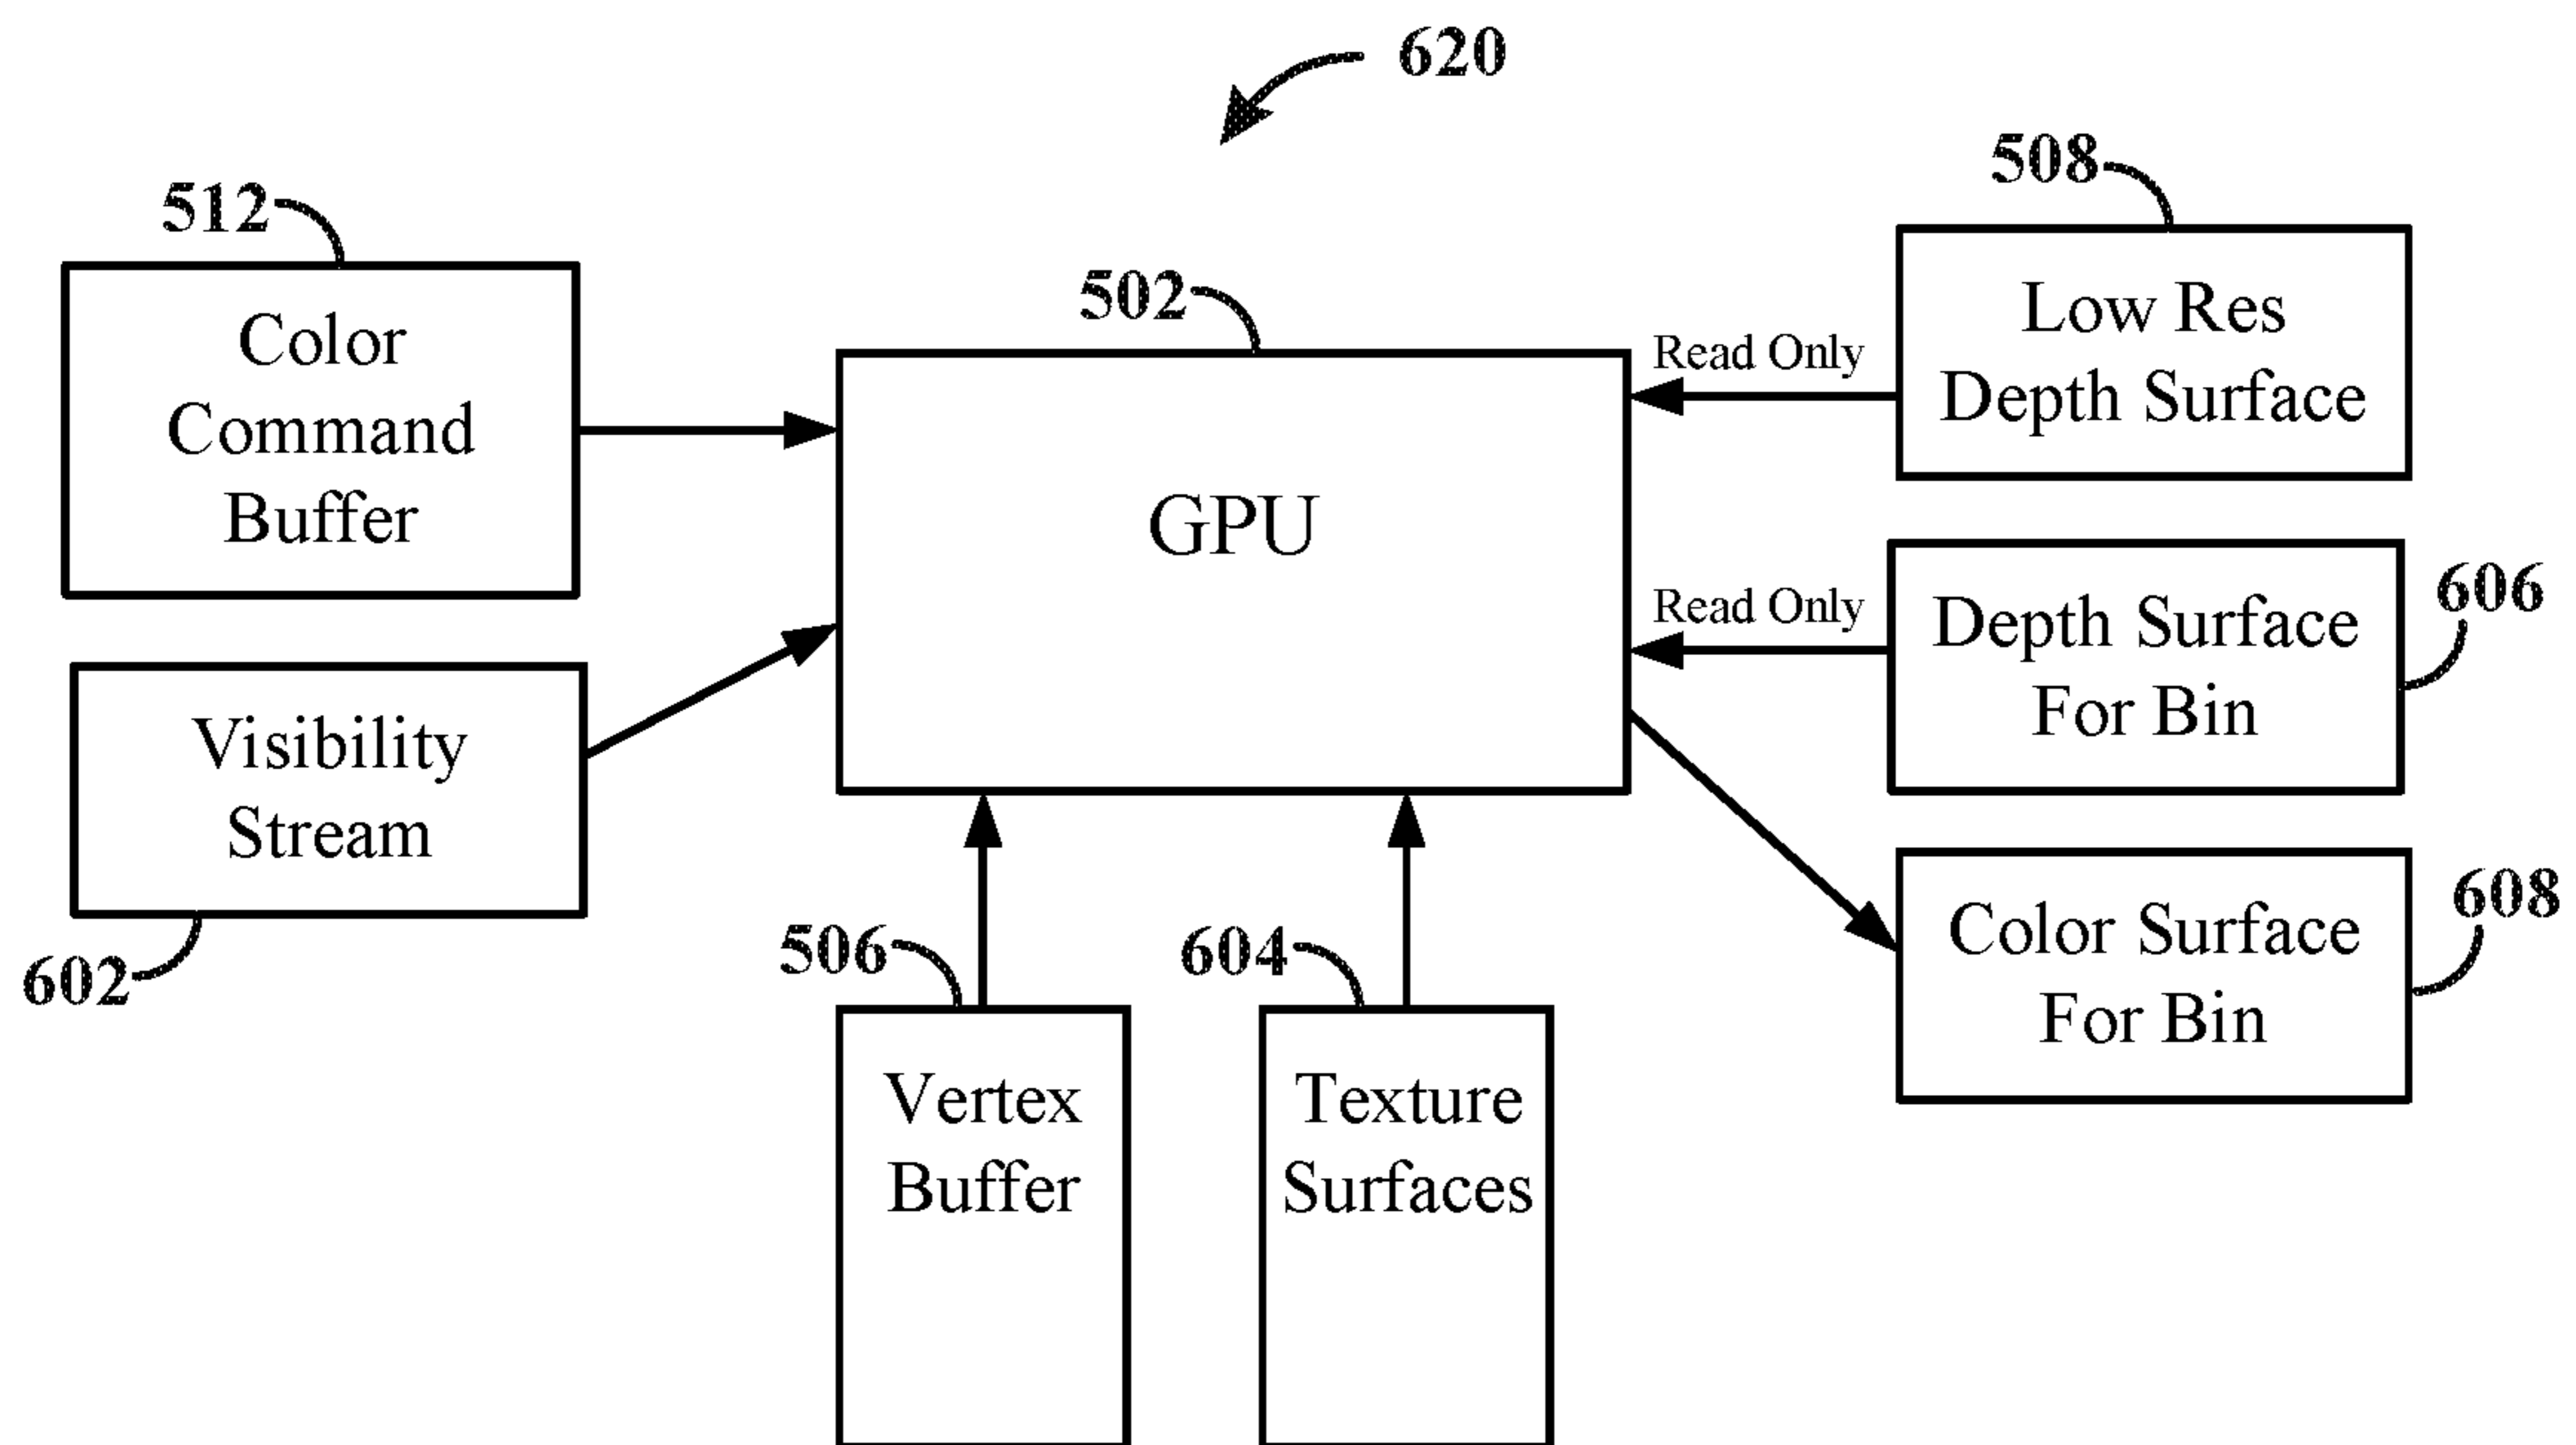 620
512
Color
Command
Buffer
502
GPU
508
Low Res
Depth Surface
Read Only
Read Only
Depth Surface
For Bin
606
Visibility
Stream
602
506
Vertex
Buffer
604
Texture
Surfaces
Color Surface
For Bin
608